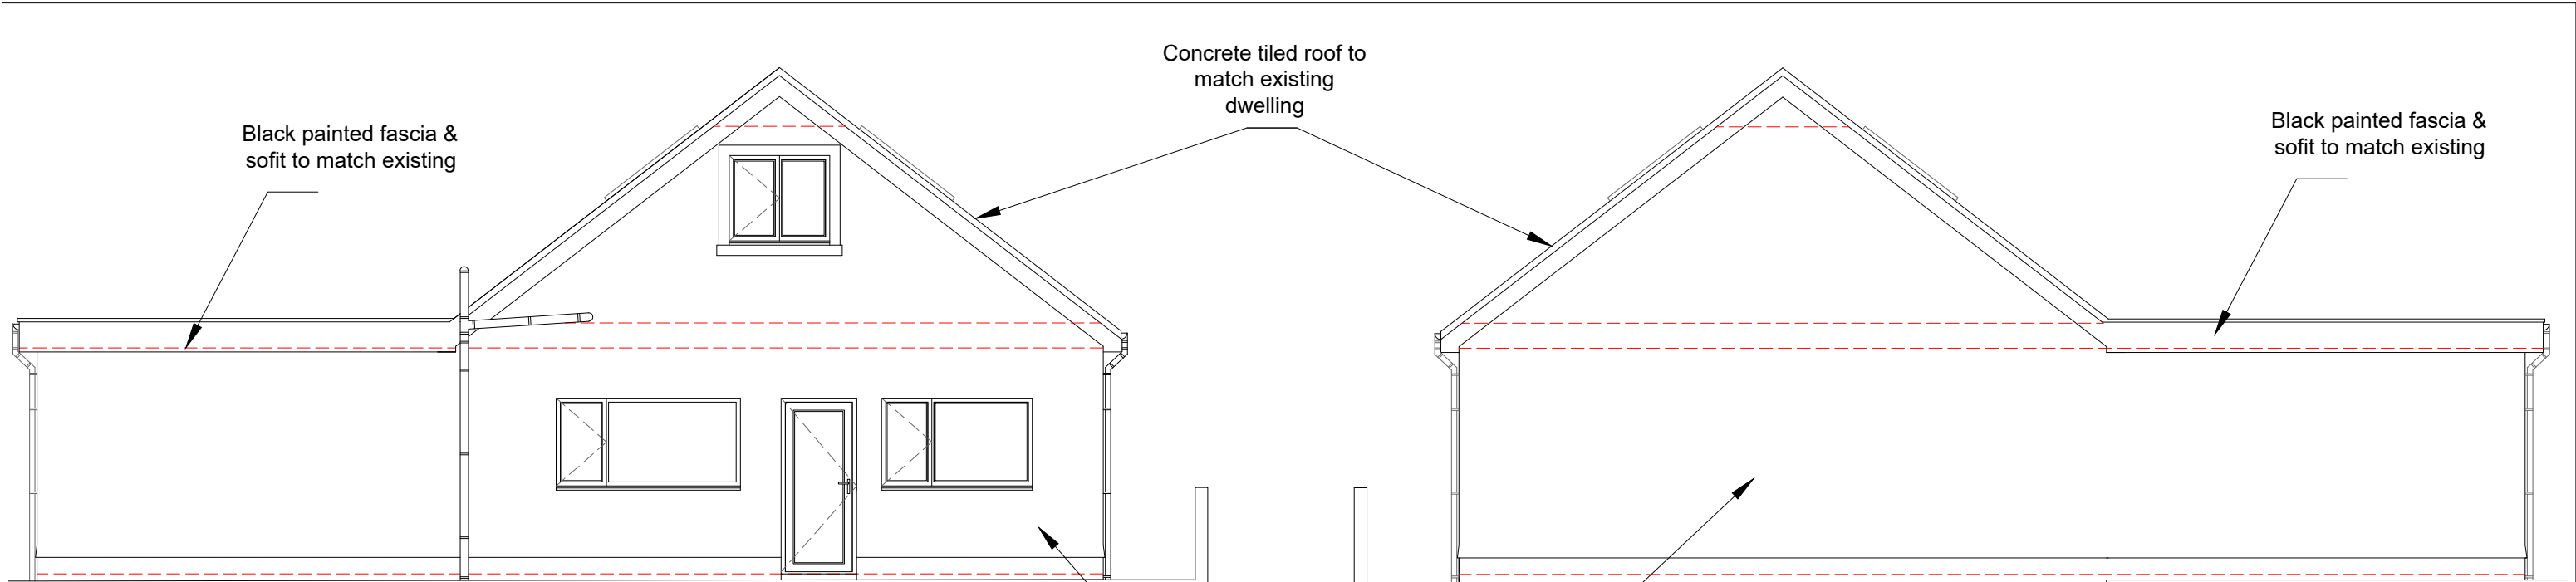 Concrete tiled roof to
match existing
dwelling
Black painted fascia &
sofit to match existing
Black painted fascia &
sofit to match existing